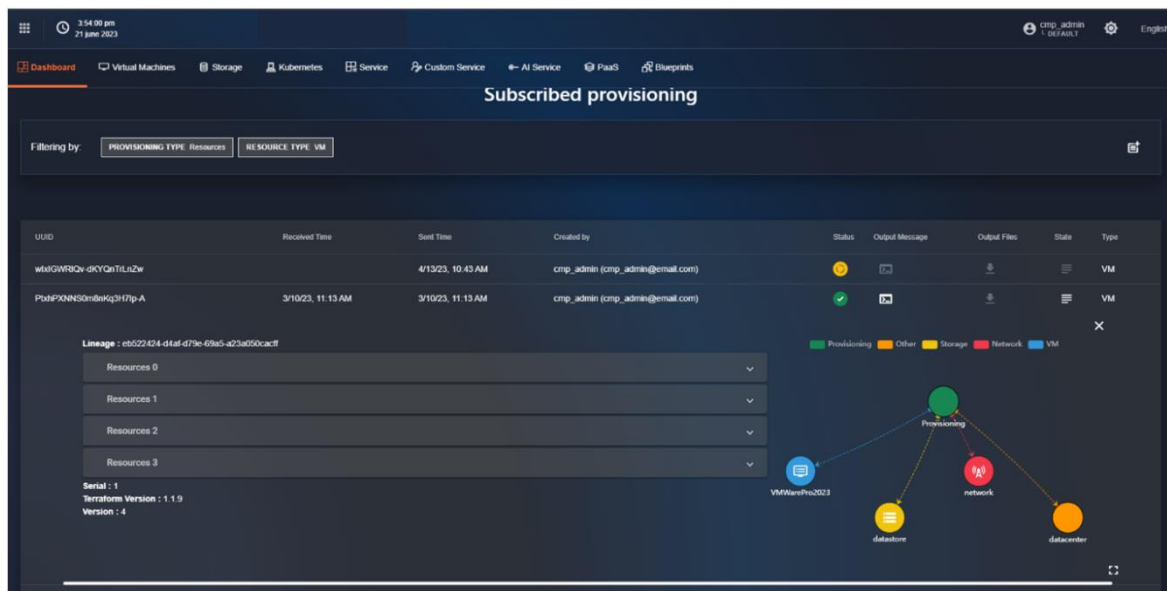 3:54:00 pm
21 june 2023
cmp_admin
DEFAULT
English
Dashboard Virtual Machines Storage Kubernetes Service Custom Service AI Service PaaS Blueprints
Subscribed provisioning
Filtering by: PROVISIONING TYPE Resources RESOURCE TYPE VM
UUID Received Time Sent Time Created by Status Output Message Output Files State Type
4/13/23, 10:43 AM cmp_admin (cmp_admin@email.com) VM
3/10/23, 11:13 AM 3/10/23, 11:13 AM cmp_admin (cmp_admin@email.com) VM
Lineage : eb522424-d4af-d79e-69a5-a23a050cacff
Provisioning Other Storage Network VM
Resources 0
Resources 1
Resources 2
Resources 3
Serial : 1
Terraform Version : 1.1.9
Version : 4
Provisioning
VMWarePro2023
network
datastore
datacenter